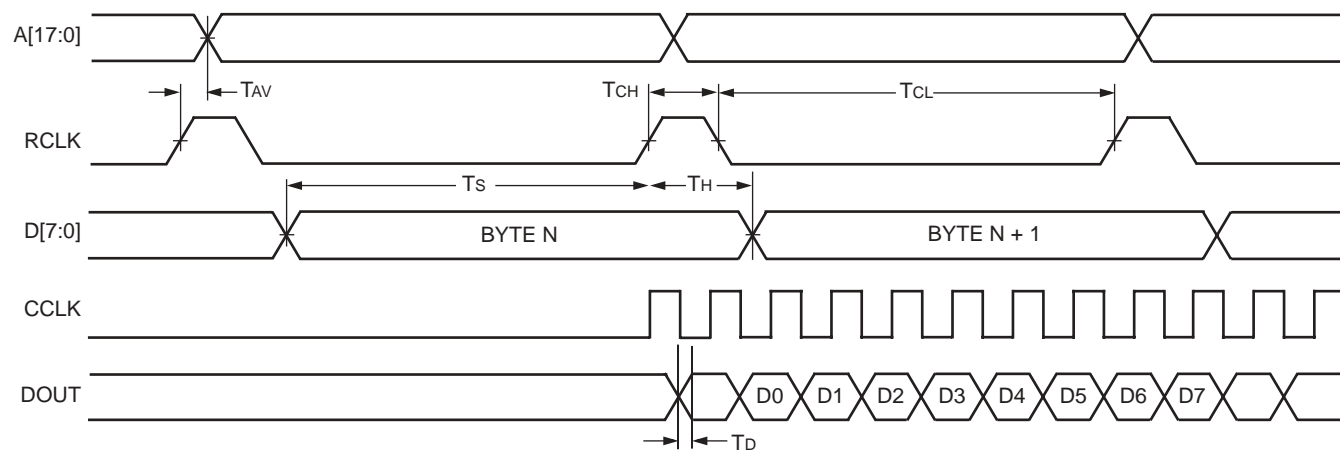 A[17:0]
TAV
TCH
TCL
RCLK
TS
TH
D[7:0]
BYTE N
BYTE N + 1
CCLK
DOUT
D0 D1 D2 D3 D4 D5 D6 D7
TD